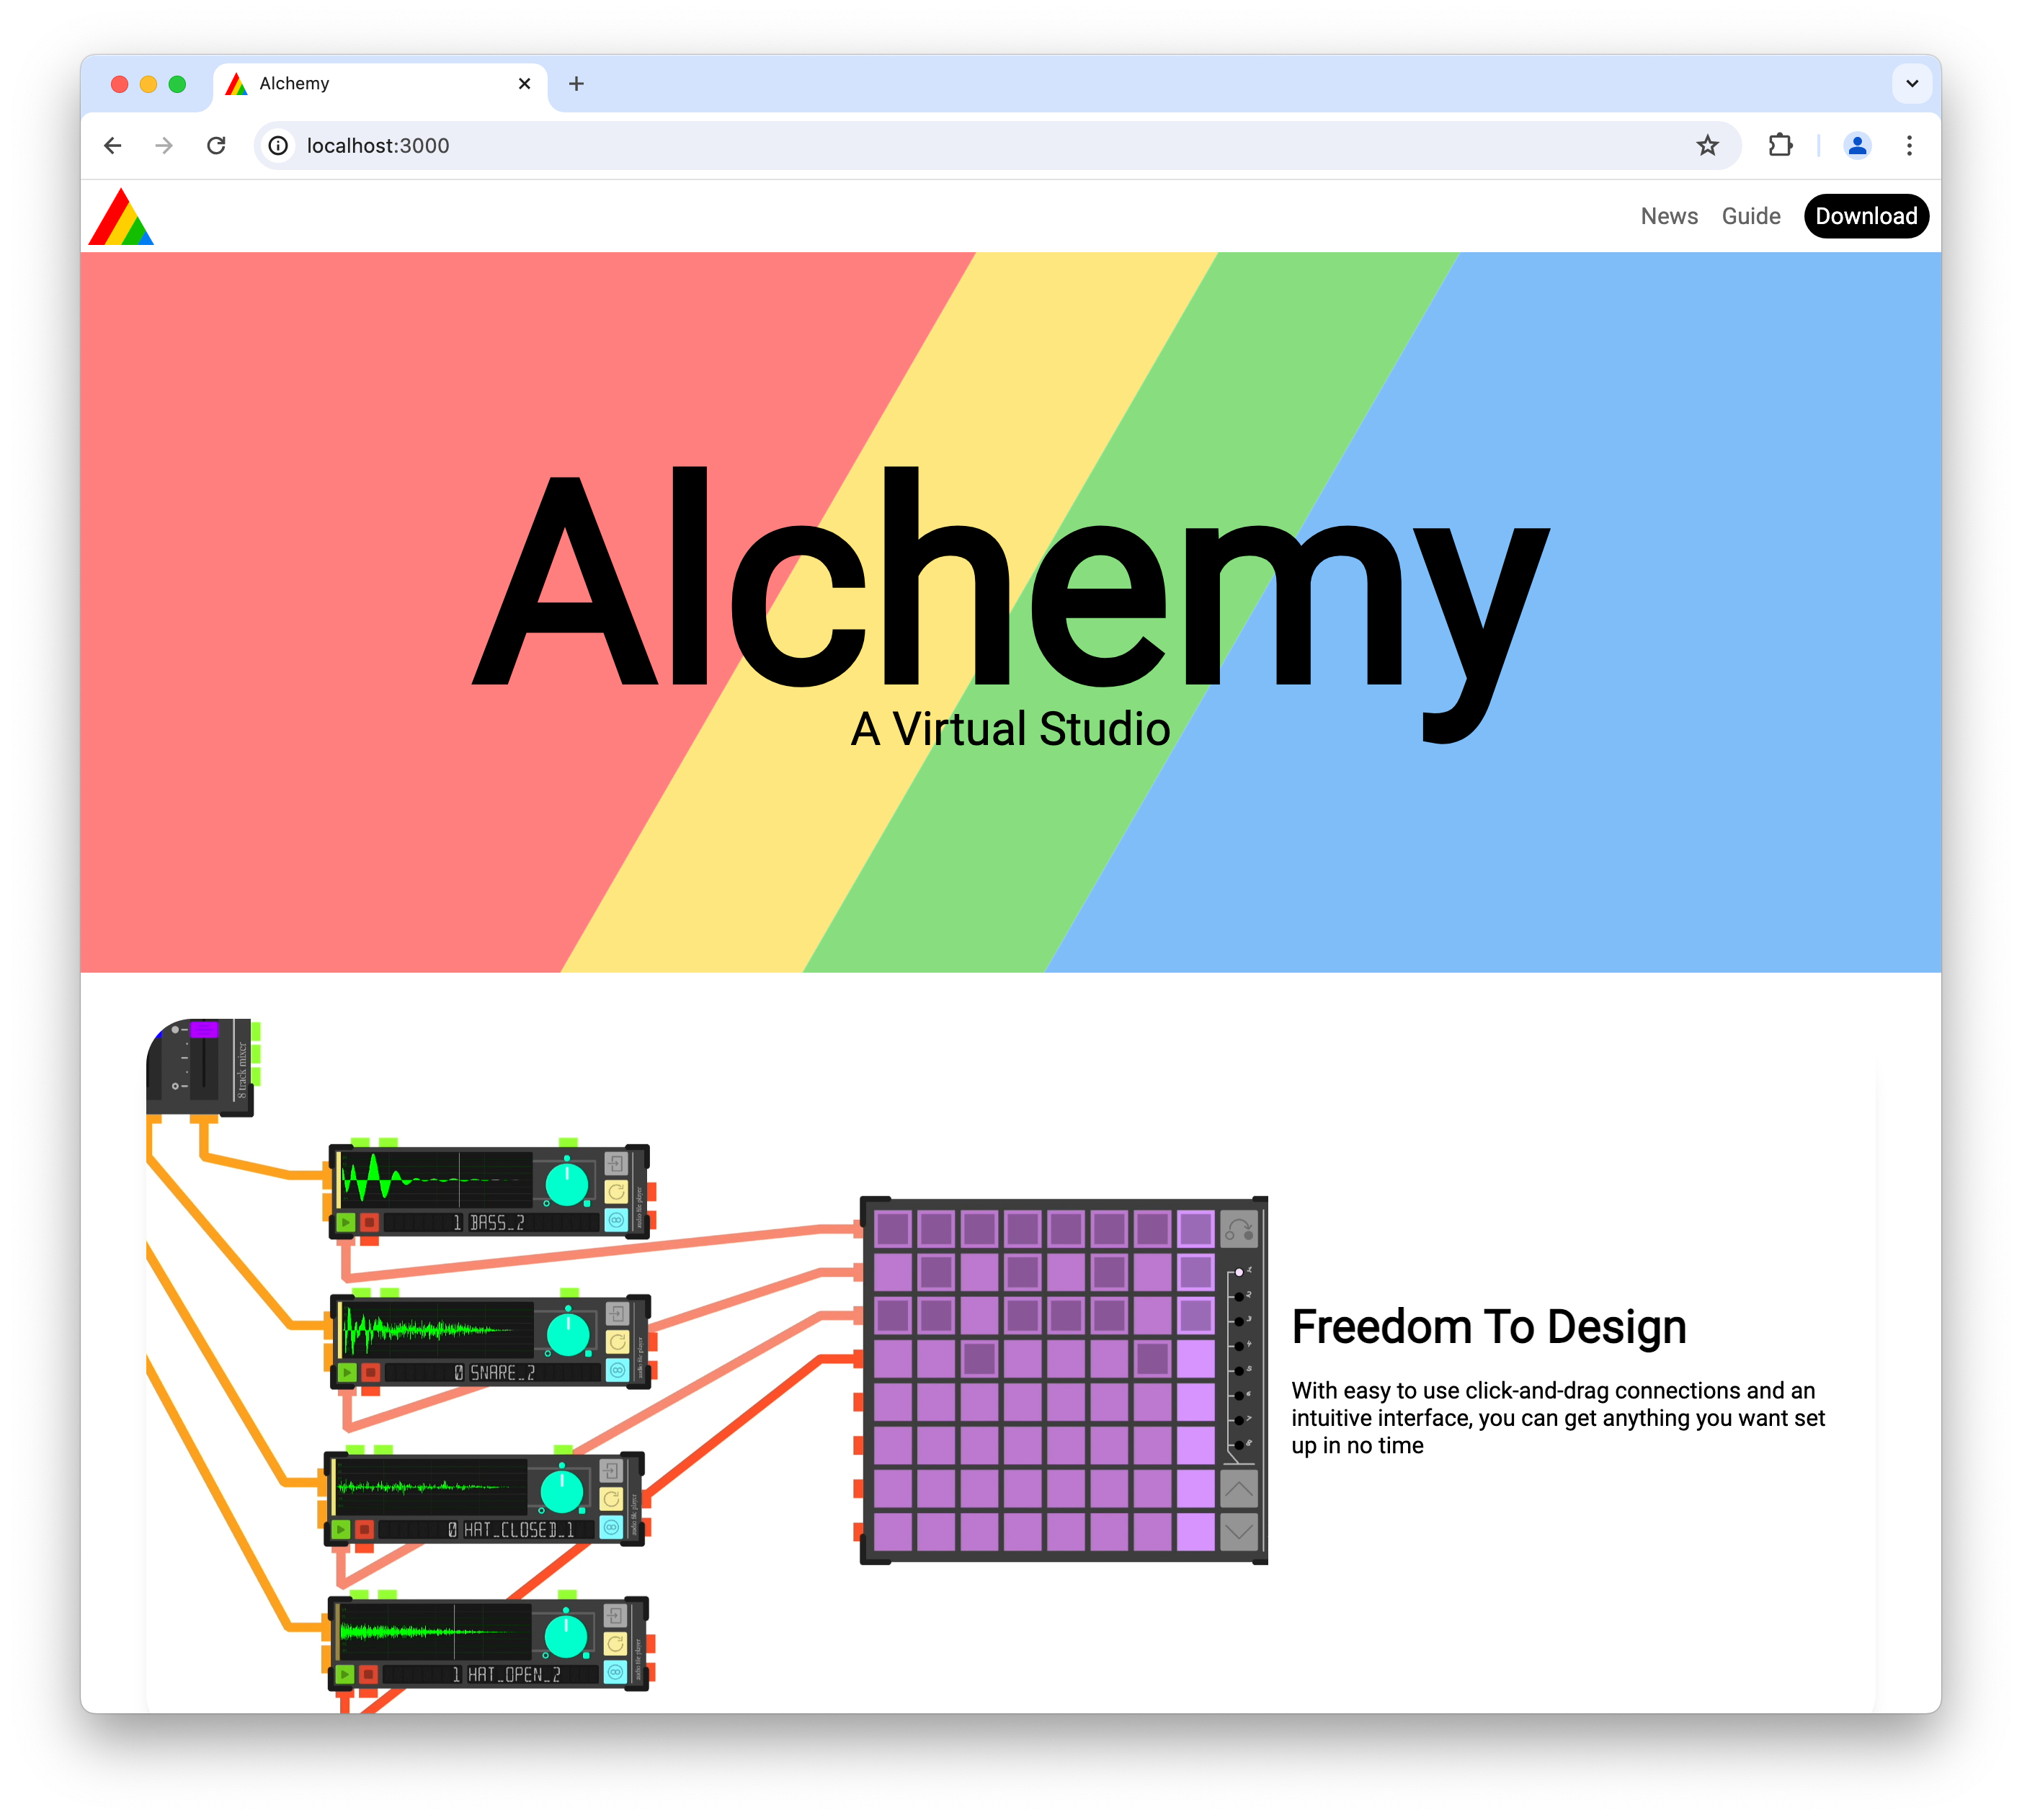 Alchemy
localhost:3000
News Guide Download
Alchemy
A Virtual Studio
8 track mixer
audio file player
1 BASS_2
audio file player
0 SNARE_2
Freedom To Design
With easy to use click-and-drag connections and an
intuitive interface, you can get anything you want set
up in no time
audio file player
0 HAT_CLOSED_1
audio file player
1 HAT_OPEN_2